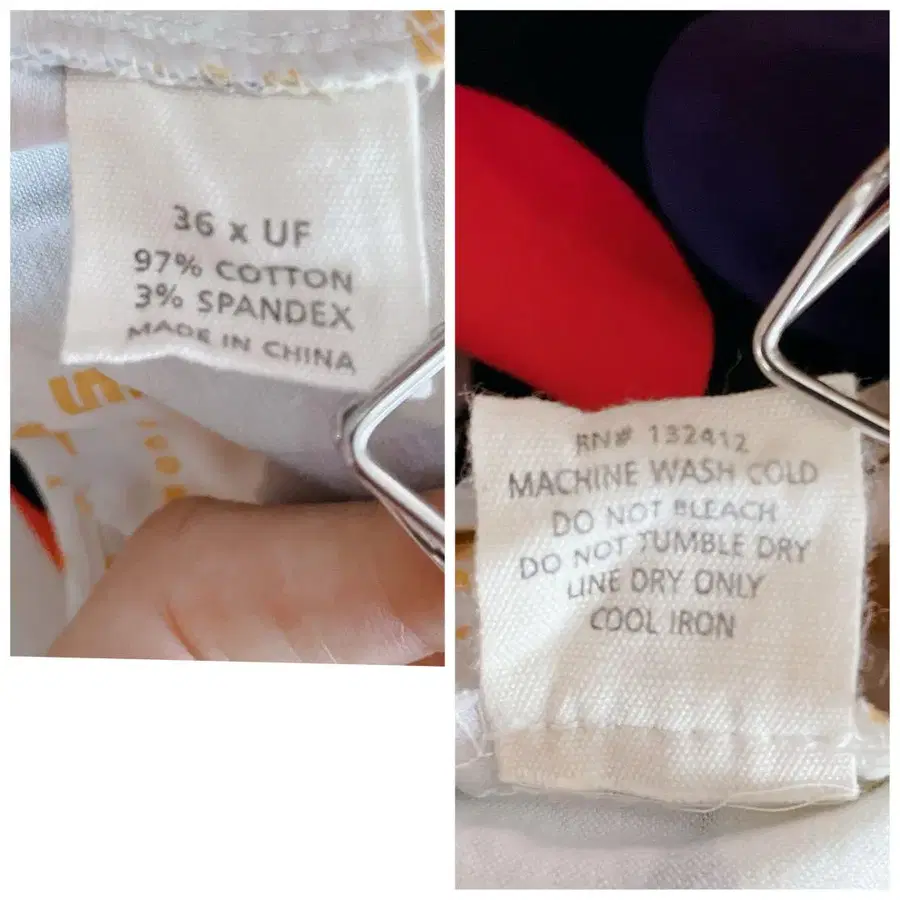 36 x UF
97% COTTON
3% SPANDEX
MADE IN CHINA
RN# 132412
MACHINE WASH COLD
DO NOT BLEACH
DO NOT TUMBLE DRY
LINE DRY ONLY
COOL IRON